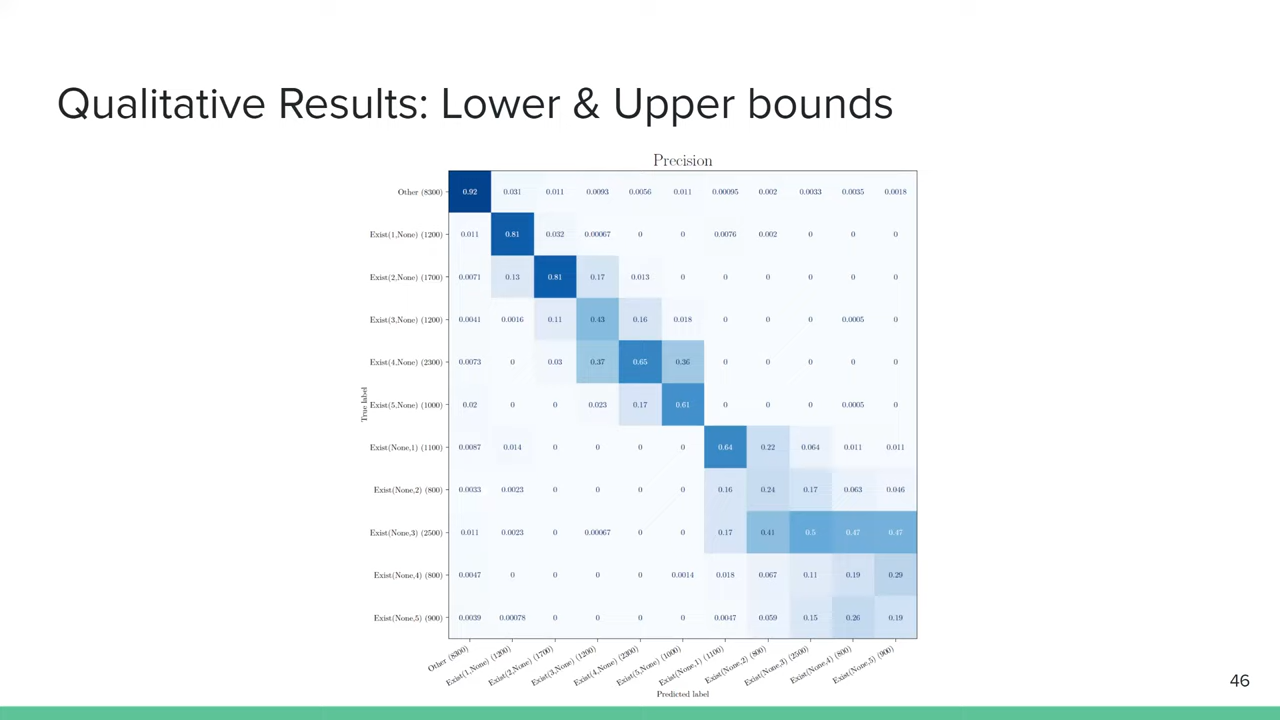 Qualitative Results: Lower & Upper bounds
Precision
Other (8300) 0.92 0.031 0.011 0.0093 0.0056 0.011 0.00095 0.002 0.0033 0.0035 0.0018
Exist(1,None) (1200) 0.011 0.81 0.032 0.00067 0 0 0.0076 0.002 0 0 0
Exist(2,None) (1700) 0.0071 0.13 0.81 0.17 0.013 0 0 0 0 0 0
Exist(3,None) (1200) 0.0041 0.0016 0.11 0.43 0.16 0.018 0 0 0 0.0005 0
Exist(4,None) (2300) 0.0073 0 0.03 0.37 0.65 0.36 0 0 0 0 0
True label
Exist(5,None) (1000) 0.02 0 0 0.023 0.17 0.61 0 0 0 0.0005 0
Exist(None,1) (1100) 0.0087 0.014 0 0 0 0 0.64 0.22 0.064 0.011 0.011
Exist(None,2) (800) 0.0033 0.0023 0 0 0 0 0.16 0.24 0.17 0.063 0.046
Exist(None,3) (2500) 0.011 0.0023 0 0.00067 0 0 0.17 0.41 0.5 0.47 0.47
Exist(None,4) (800) 0.0047 0 0 0 0 0.0014 0.018 0.067 0.11 0.19 0.29
Exist(None,5) (900) 0.0039 0.00078 0 0 0 0 0.0047 0.059 0.15 0.26 0.19
Other (8300) Exist(1,None) (1200) Exist(2,None) (1700) Exist(3,None) (1200) Exist(4,None) (2300) Exist(5,None) (1000) Exist(None,1) (1100) Exist(None,2) (800) Exist(None,3) (2500) Exist(None,4) (800) Exist(None,5) (900)
Predicted label
46